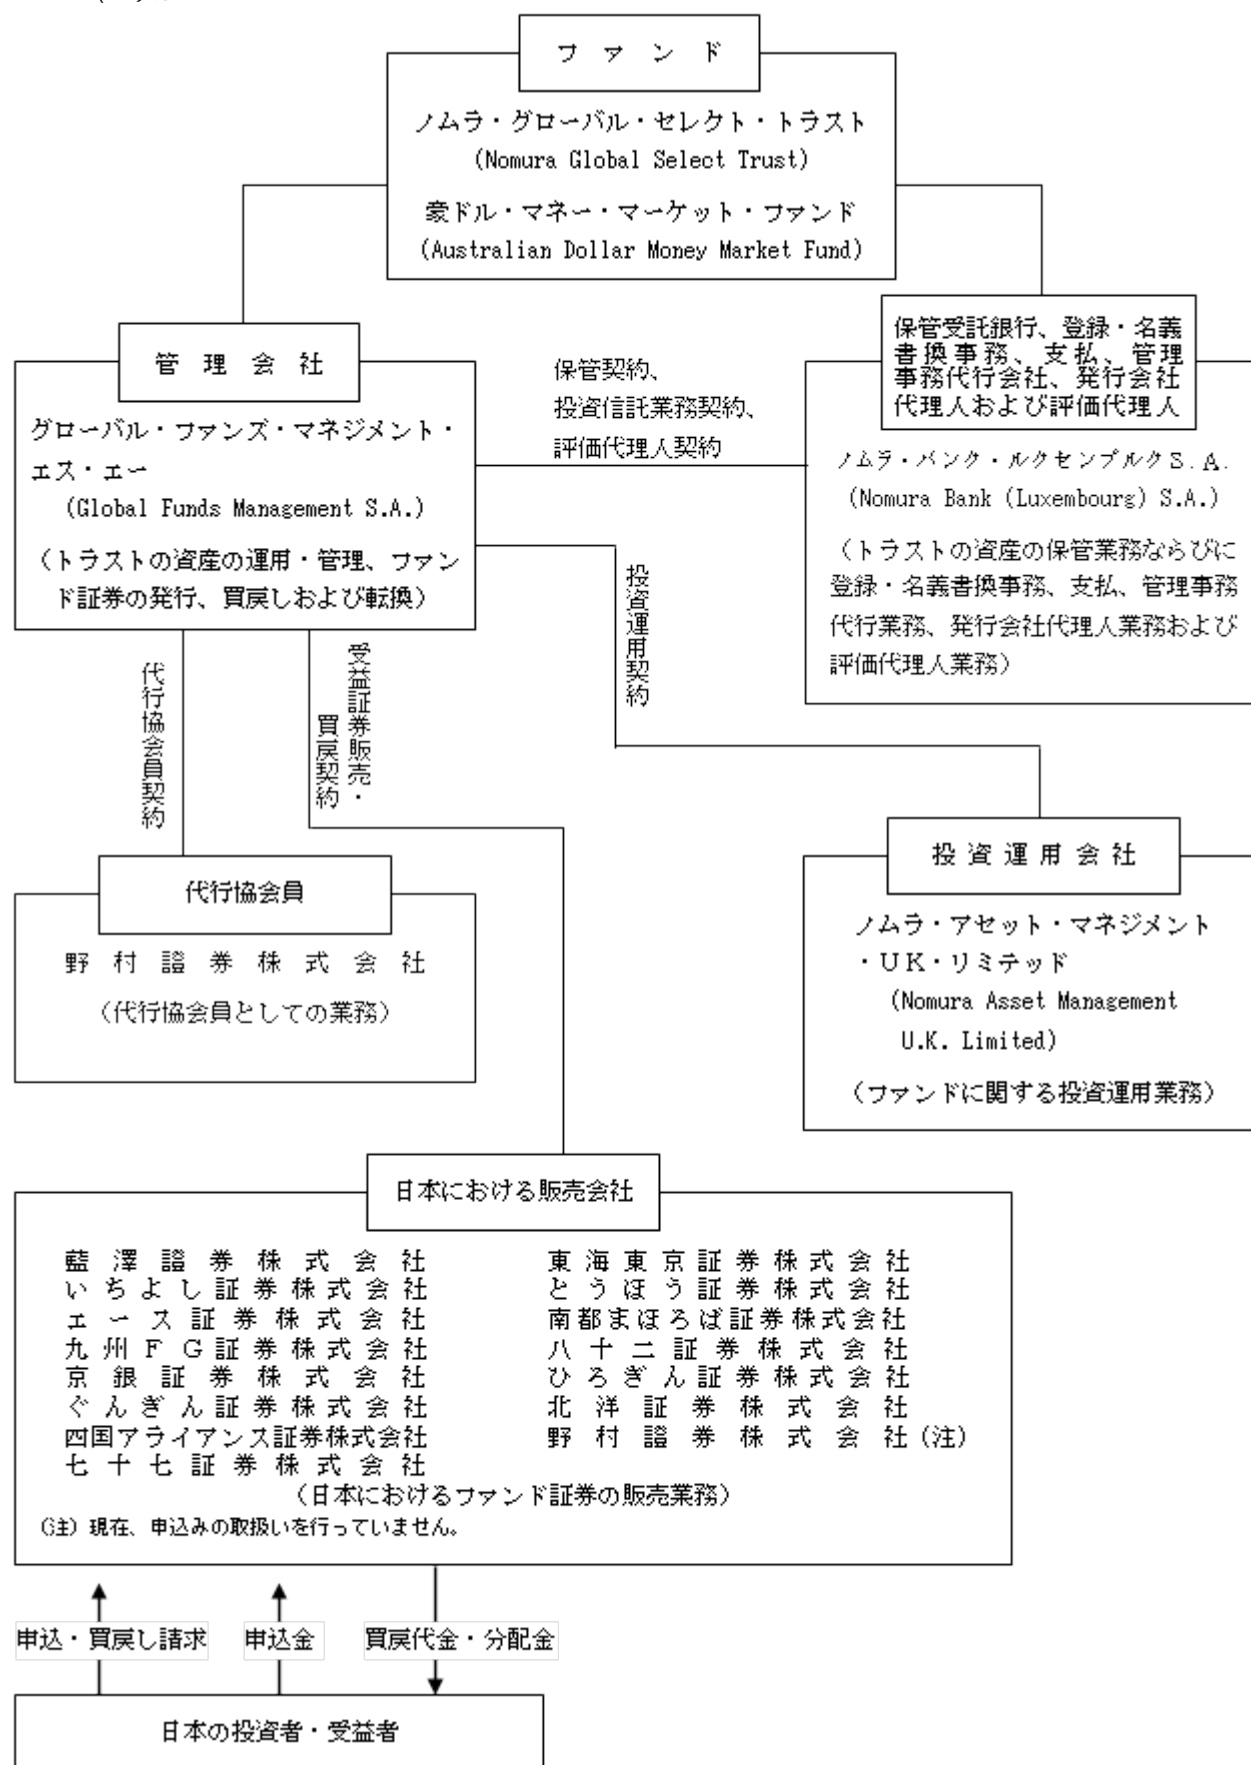 ファンド
ノムラ・グローバル・セレクト・トラスト
(Nomura Global Select Trust)
豪ドル・マネー・マーケット・ファンド
(Australian Dollar Money Market Fund)
管理会社
グローバル・ファンズ・マネジメント・
エス・エー
(Global Funds Management S.A.)
(トラストの資産の運用・管理、ファン
ド証券の発行、買戻しおよび転換)
保管契約、
投資信託業務契約、
評価代理人契約
保管受託銀行、登録・名義
書換事務、支払、管理
事務代行会社、発行会社
代理人および評価代理人
ノムラ・バンク・ルクセンブルクS.A.
(Nomura Bank (Luxembourg) S.A.)
(トラストの資産の保管業務ならびに
登録・名義書換事務、支払、管理事務
代行業務、発行会社代理人業務および
評価代理人業務)
代行協会員契約
受益証券販売・
買戻契約
投資運用契約
代行協会員
野村證券株式会社
(代行協会員としての業務)
投資運用会社
ノムラ・アセット・マネジメント
・UK・リミテッド
(Nomura Asset Management
U.K. Limited)
(ファンドに関する投資運用業務)
日本における販売会社
藍澤證券株式会社
いちよし証券株式会社
エース証券株式会社
九州FG証券株式会社
京銀証券株式会社
ぐんぎん証券株式会社
四国アライアンス証券株式会社
七十七証券株式会社
東海東京証券株式会社
とうほう証券株式会社
南都まほろば証券株式会社
八十二証券株式会社
ひろぎん証券株式会社
北洋証券株式会社
野村證券株式会社(注)
(日本におけるファンド証券の販売業務)
(注)現在、申込みの取扱いを行っていません。
申込・買戻し請求
申込金
買戻代金・分配金
日本の投資者・受益者